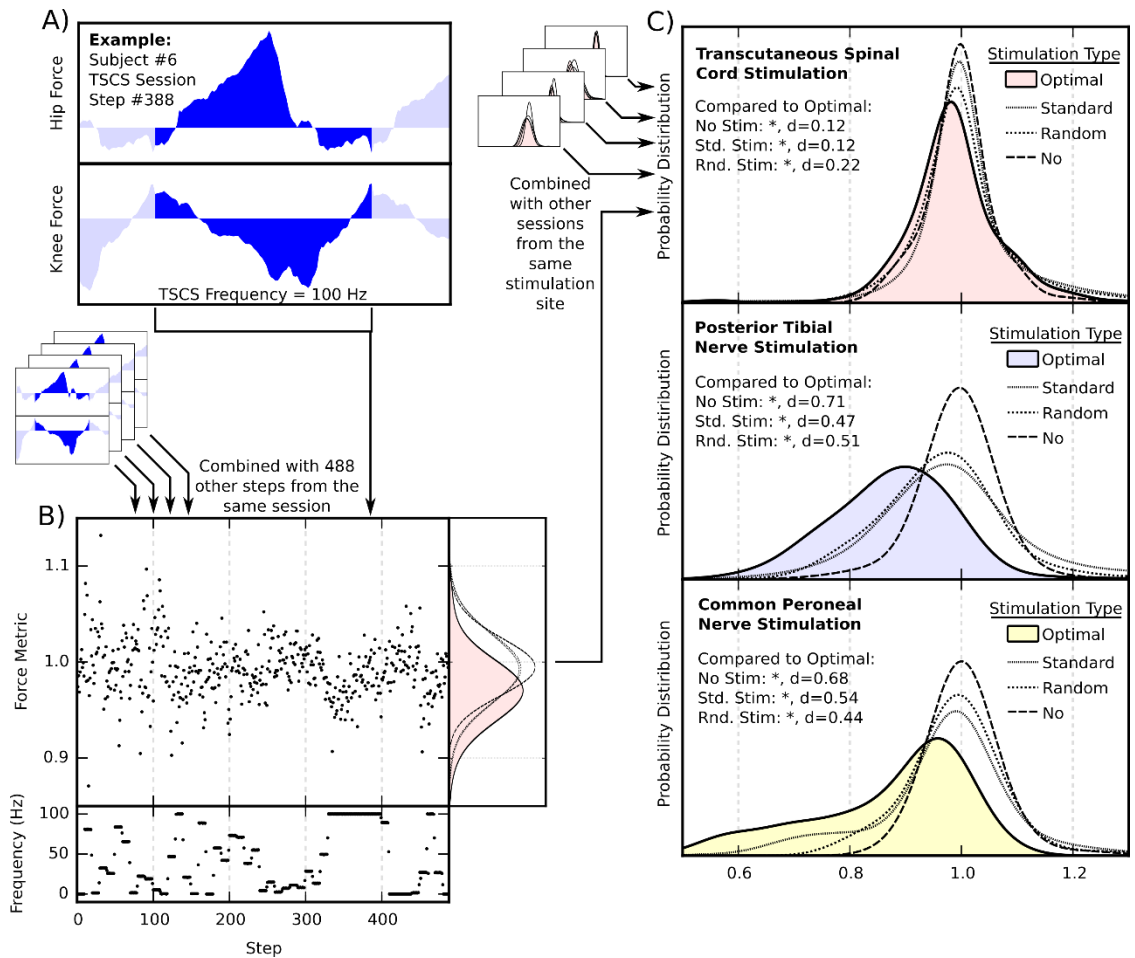 A)
Example:
Subject #6
TSCS Session
Step #388
Hip Force
Knee Force
TSCS Frequency = 100 Hz
Combined with 488
other steps from the
same session
B)
Force Metric
1.1
1.0
0.9
Frequency (Hz)
100
50
0
0
100
200
300
400
Step
Combined
with other
sessions
from the
same
stimulation
site
C)
Probability Distribution
Transcutaneous Spinal
Cord Stimulation
Compared to Optimal:
No Stim: *, d=0.12
Std. Stim: *, d=0.12
Rnd. Stim: *, d=0.22
Stimulation Type
Optimal
Standard
Random
No
Probability Distribution
Posterior Tibial
Nerve Stimulation
Compared to Optimal:
No Stim: *, d=0.71
Std. Stim: *, d=0.47
Rnd. Stim: *, d=0.51
Stimulation Type
Optimal
Standard
Random
No
Probability Distribution
Common Peroneal
Nerve Stimulation
Compared to Optimal:
No Stim: *, d=0.68
Std. Stim: *, d=0.54
Rnd. Stim: *, d=0.44
Stimulation Type
Optimal
Standard
Random
No
0.6
0.8
1.0
1.2